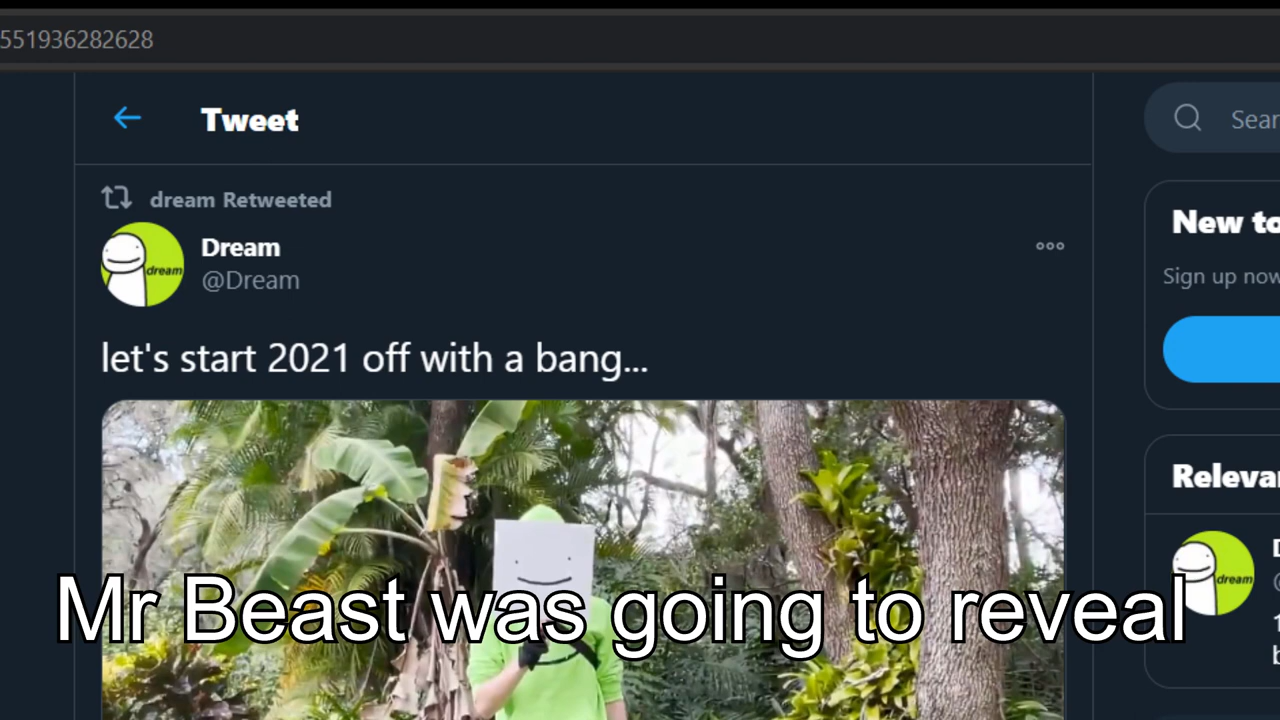 551936282628
Tweet
Sear
dream Retweeted
Dream
@Dream
dream
let's start 2021 off with a bang...
New to
Sign up now
Releva
dream
Mr Beast was going to reveal